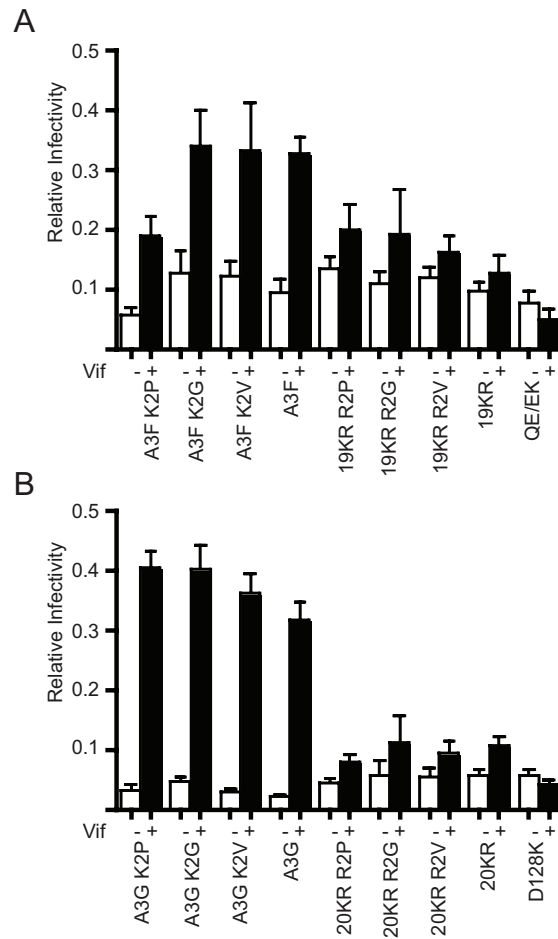 A
Relative Infectivity
0.5
0.4
0.3
0.2
0.1
Vif - + - + - + - + - + - + - + - + - +
A3F K2P
A3F K2G
A3F K2V
A3F
19KR R2P
19KR R2G
19KR R2V
19KR
QE/EK
B
Relative Infectivity
0.5
0.4
0.3
0.2
0.1
Vif - + - + - + - + - + - + - + - + - +
A3G K2P
A3G K2G
A3G K2V
A3G
20KR R2P
20KR R2G
20KR R2V
20KR
D128K